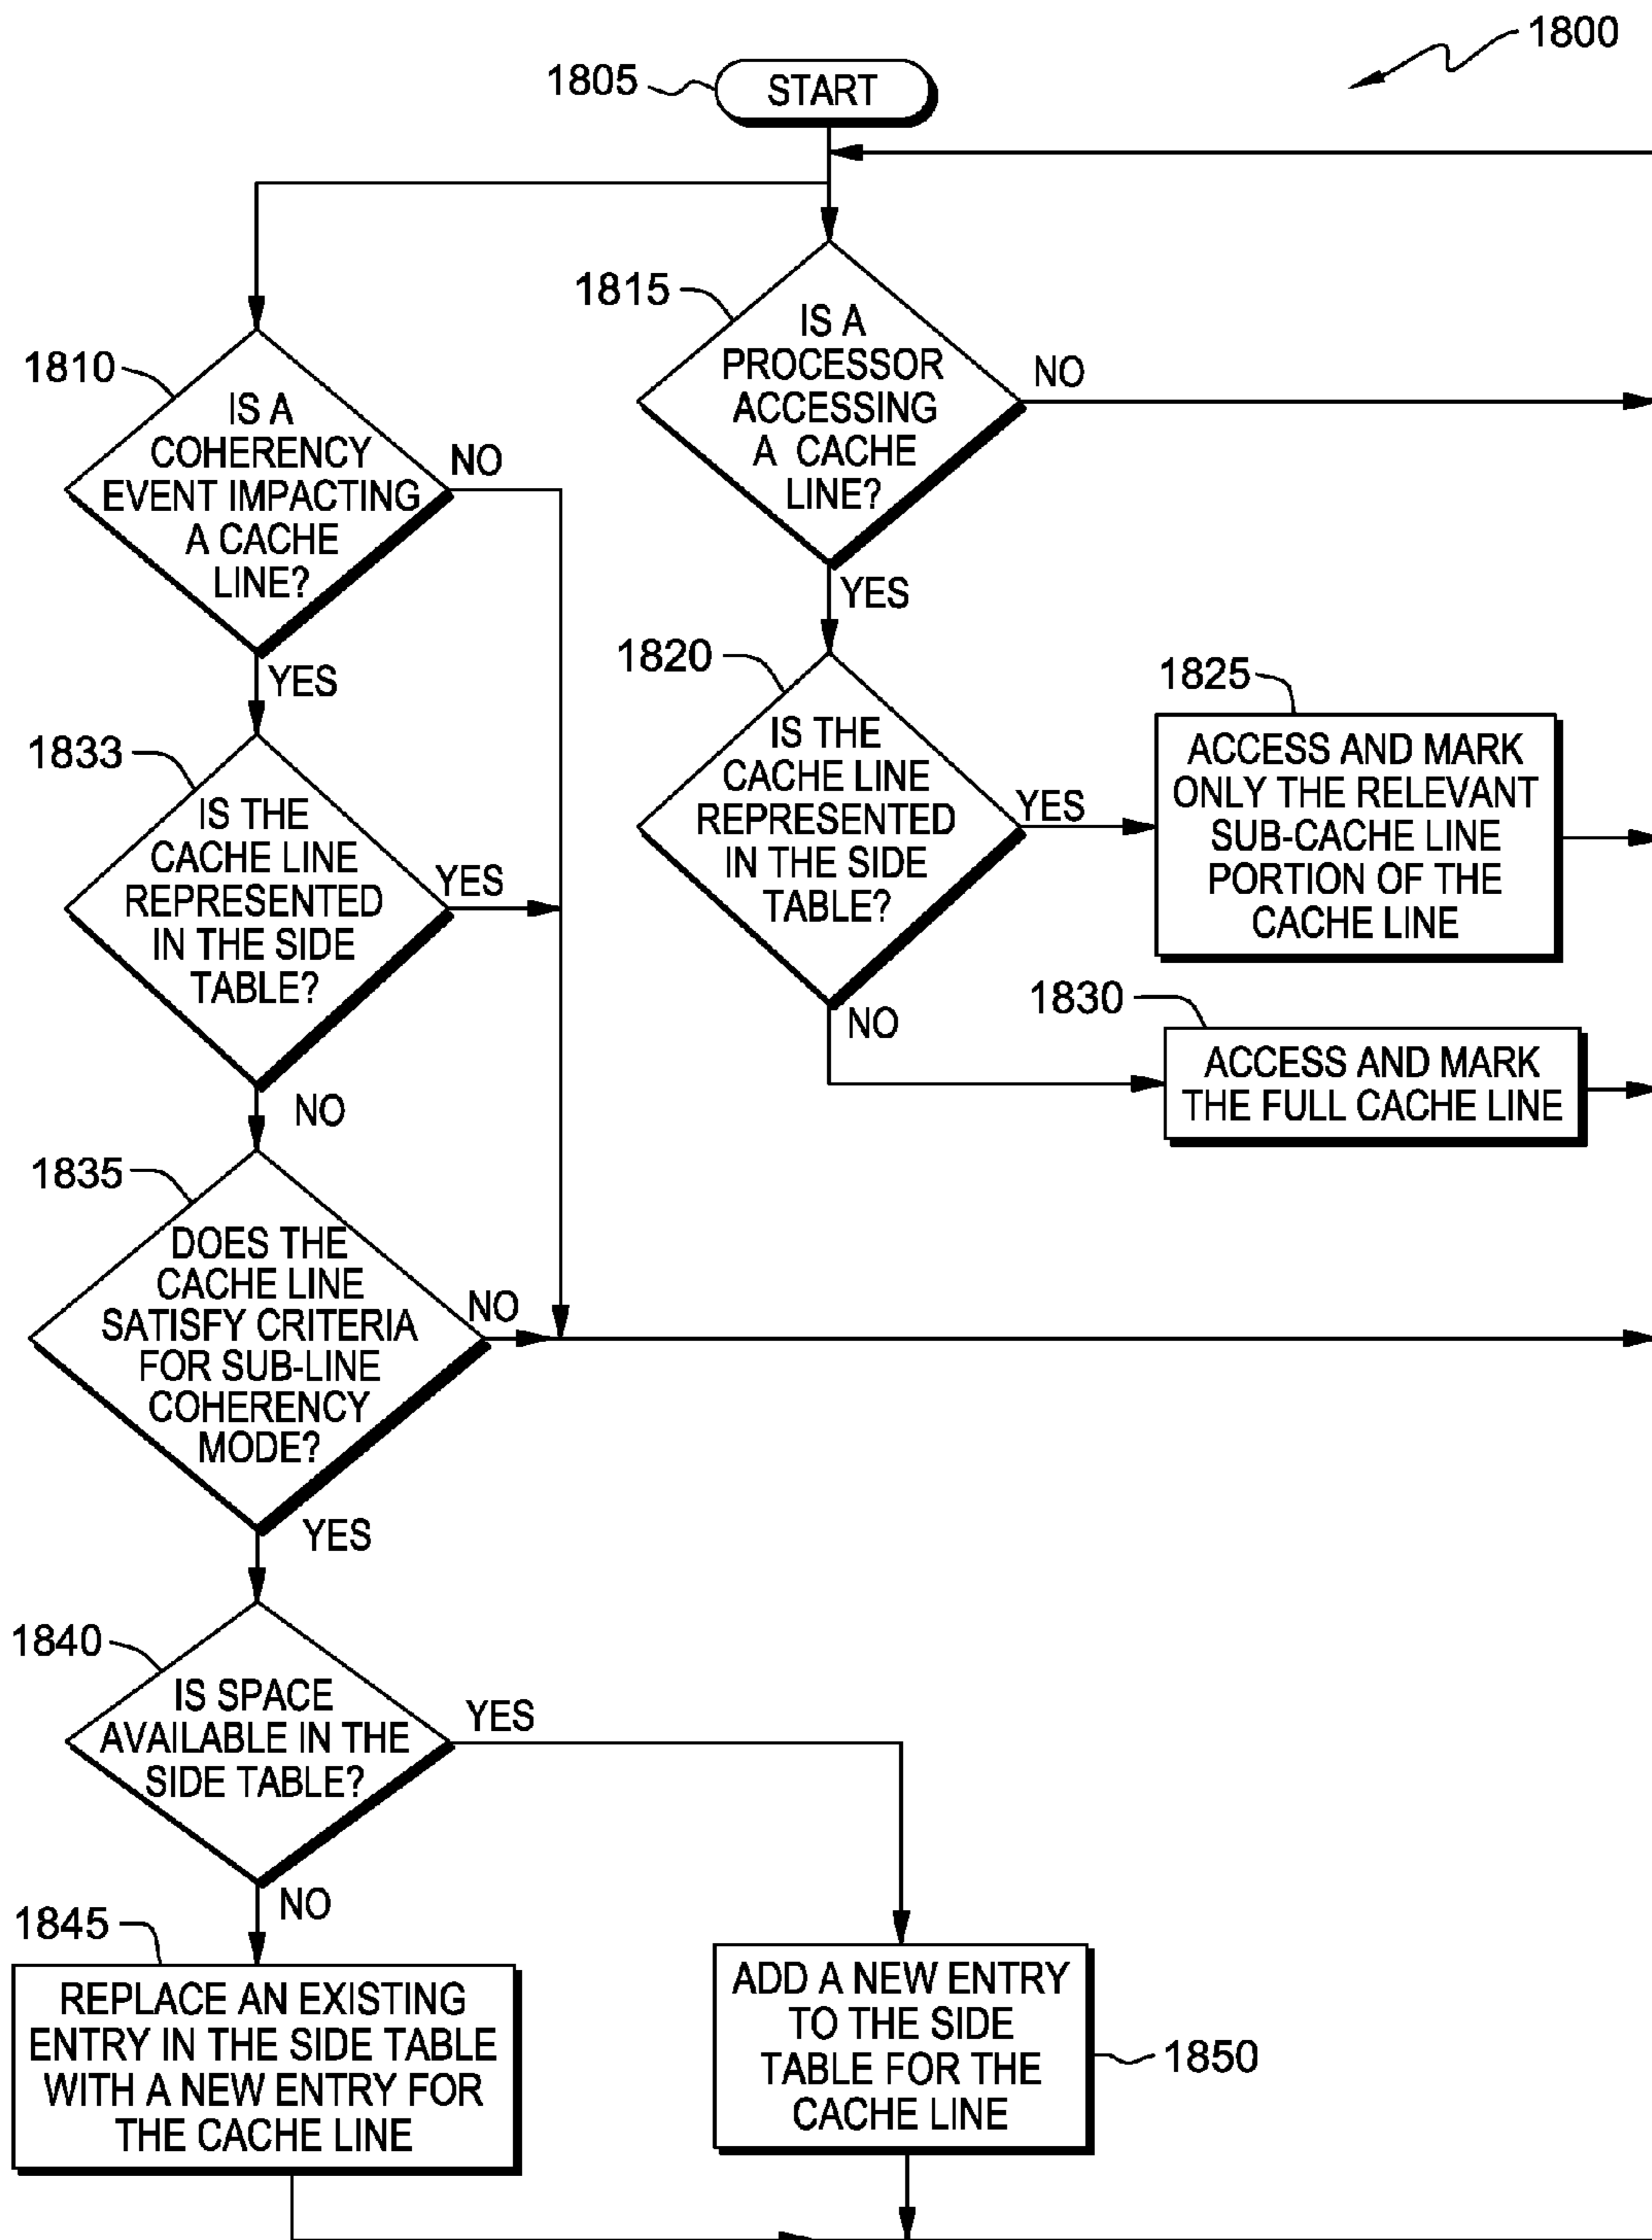 1800
1805
START
1815
IS A
PROCESSOR
ACCESSING
A CACHE
LINE?
NO
YES
1810
IS A
COHERENCY
EVENT IMPACTING
A CACHE
LINE?
NO
YES
1820
IS THE
CACHE LINE
REPRESENTED
IN THE SIDE
TABLE?
YES
NO
1825
ACCESS AND MARK
ONLY THE RELEVANT
SUB-CACHE LINE
PORTION OF THE
CACHE LINE
1833
IS THE
CACHE LINE
REPRESENTED
IN THE SIDE
TABLE?
YES
NO
1830
ACCESS AND MARK
THE FULL CACHE LINE
1835
DOES THE
CACHE LINE
SATISFY CRITERIA
FOR SUB-LINE
COHERENCY
MODE?
NO
YES
1840
IS SPACE
AVAILABLE IN THE
SIDE TABLE?
YES
NO
1845
REPLACE AN EXISTING
ENTRY IN THE SIDE TABLE
WITH A NEW ENTRY FOR
THE CACHE LINE
ADD A NEW ENTRY
TO THE SIDE
TABLE FOR THE
CACHE LINE
1850